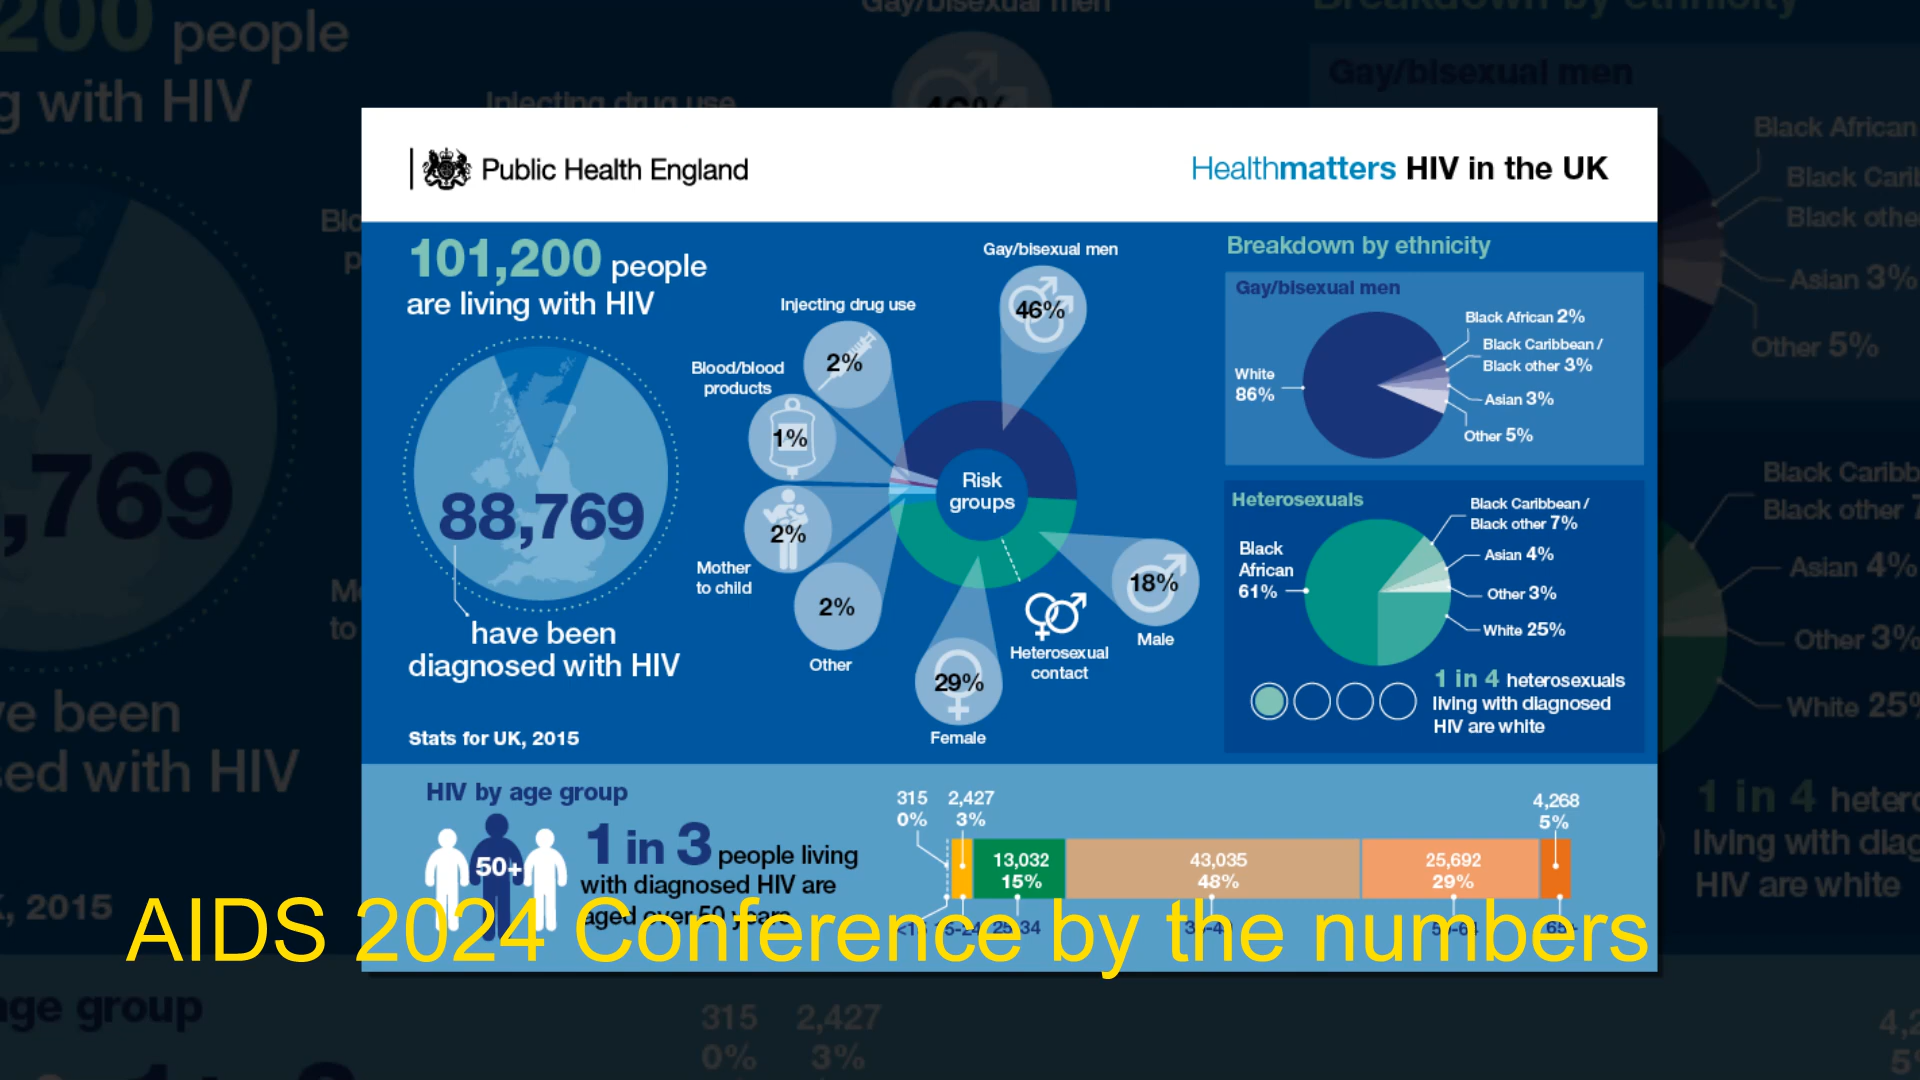 Public Health England
Healthmatters HIV in the UK
101,200 people
are living with HIV
88,769
have been
diagnosed with HIV
Stats for UK, 2015
Gay/bisexual men
46%
Injecting drug use
2%
Blood/blood
products
1%
2%
Mother
to child
2%
Other
Risk
groups
29%
Female
Heterosexual
contact
18%
Male
Breakdown by ethnicity
Gay/bisexual men
White
86%
Black African 2%
Black Caribbean /
Black other 3%
Asian 3%
Other 5%
Heterosexuals
Black
African
61%
Black Caribbean /
Black other 7%
Asian 4%
Other 3%
White 25%
1 in 4 heterosexuals
living with diagnosed
HIV are white
HIV by age group
50+
1 in 3 people living
with diagnosed HIV are
aged over 50 years
315
0%
2,427
3%
13,032
15%
43,035
48%
25,692
29%
4,268
5%
AIDS 2024 Conference by the numbers